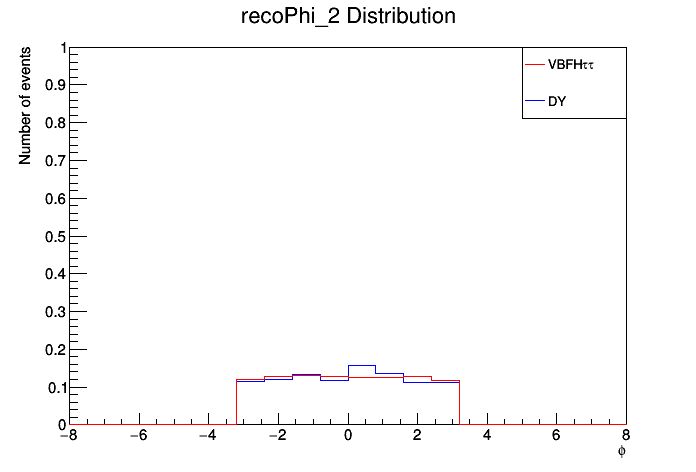 recoPhi_2 Distribution
Number of events
1
0.9
0.8
0.7
0.6
0.5
0.4
0.3
0.2
0.1
0
VBFHττ
DY
−8 −6 −4 −2 0 2 4 6 8
ϕ